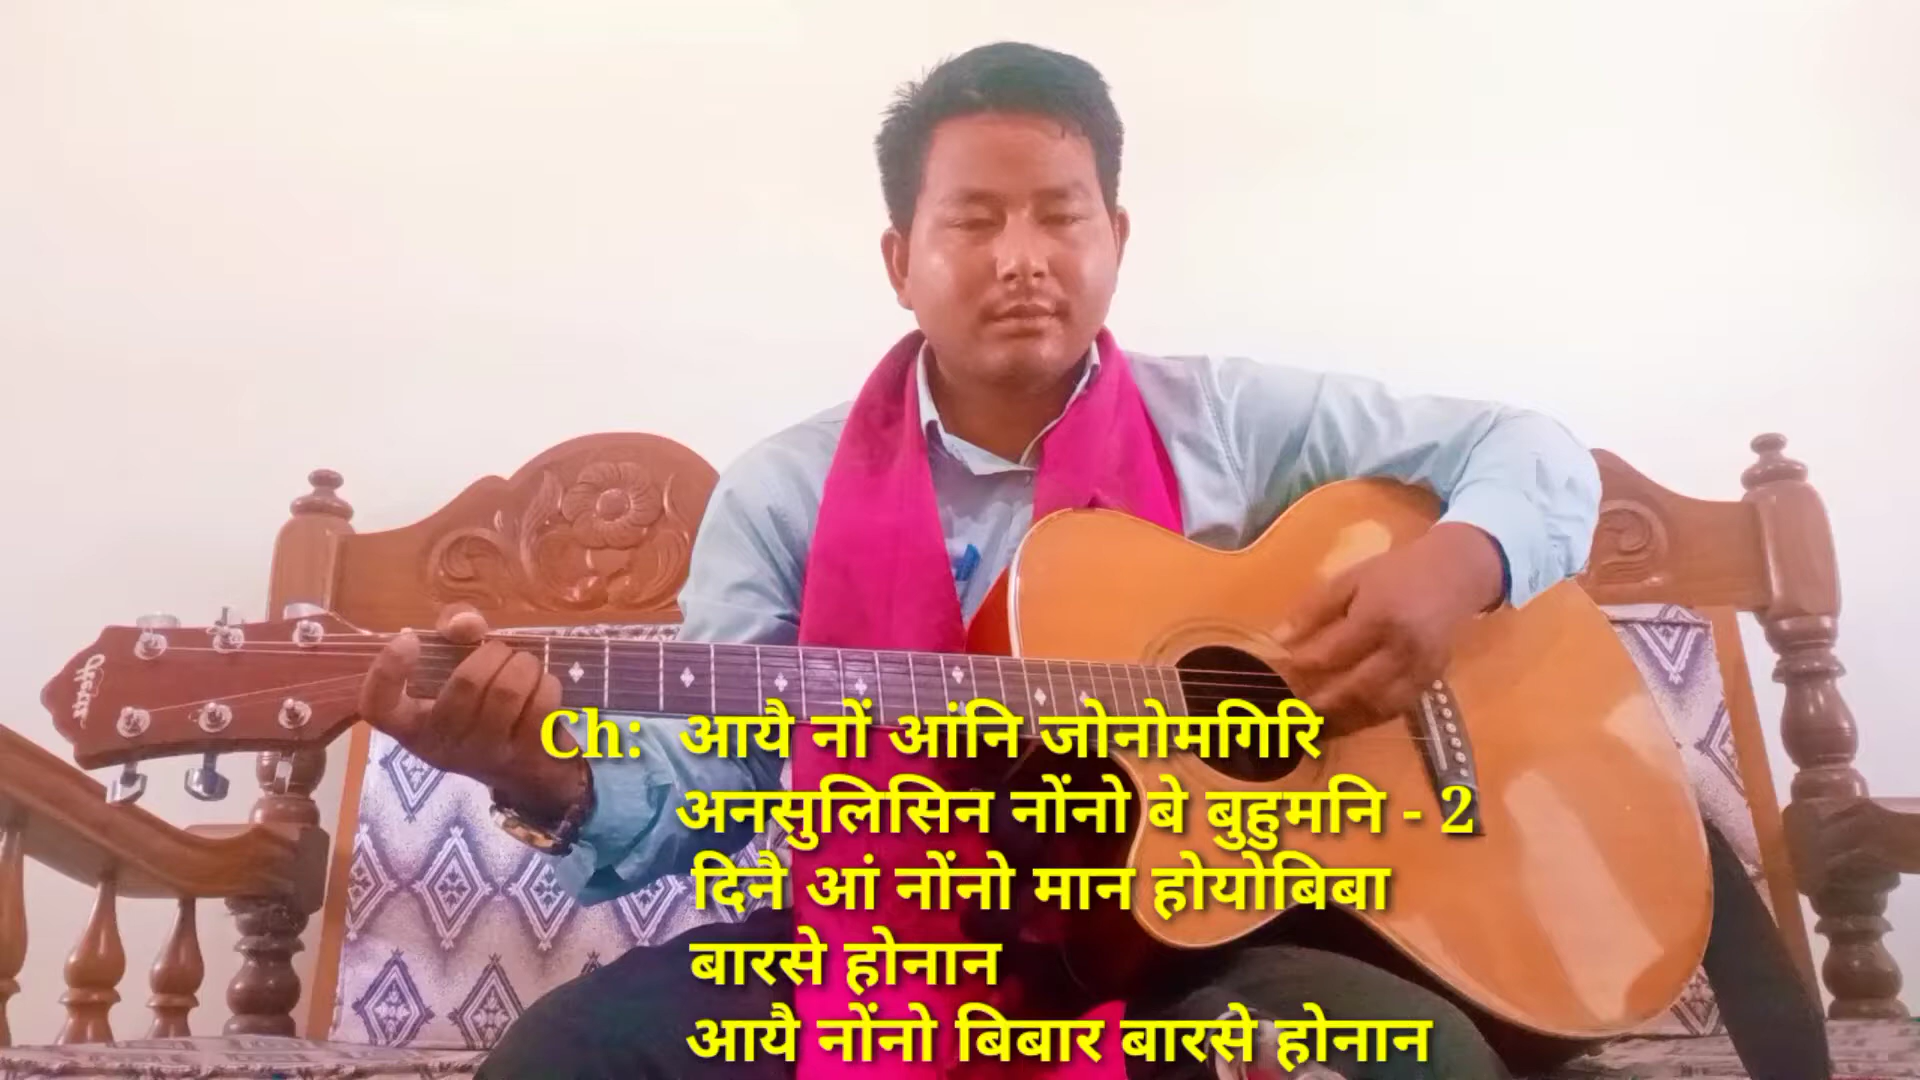 Ch: आयै नों आंनि जोनोमगिरि
अनसुलिसिन नोंनो बे बुहुमनि - 2
दिनै आं नोंनो मान होयोबिबा
बारसे होनान
आयै नोंनो बिबार बारसे होनान